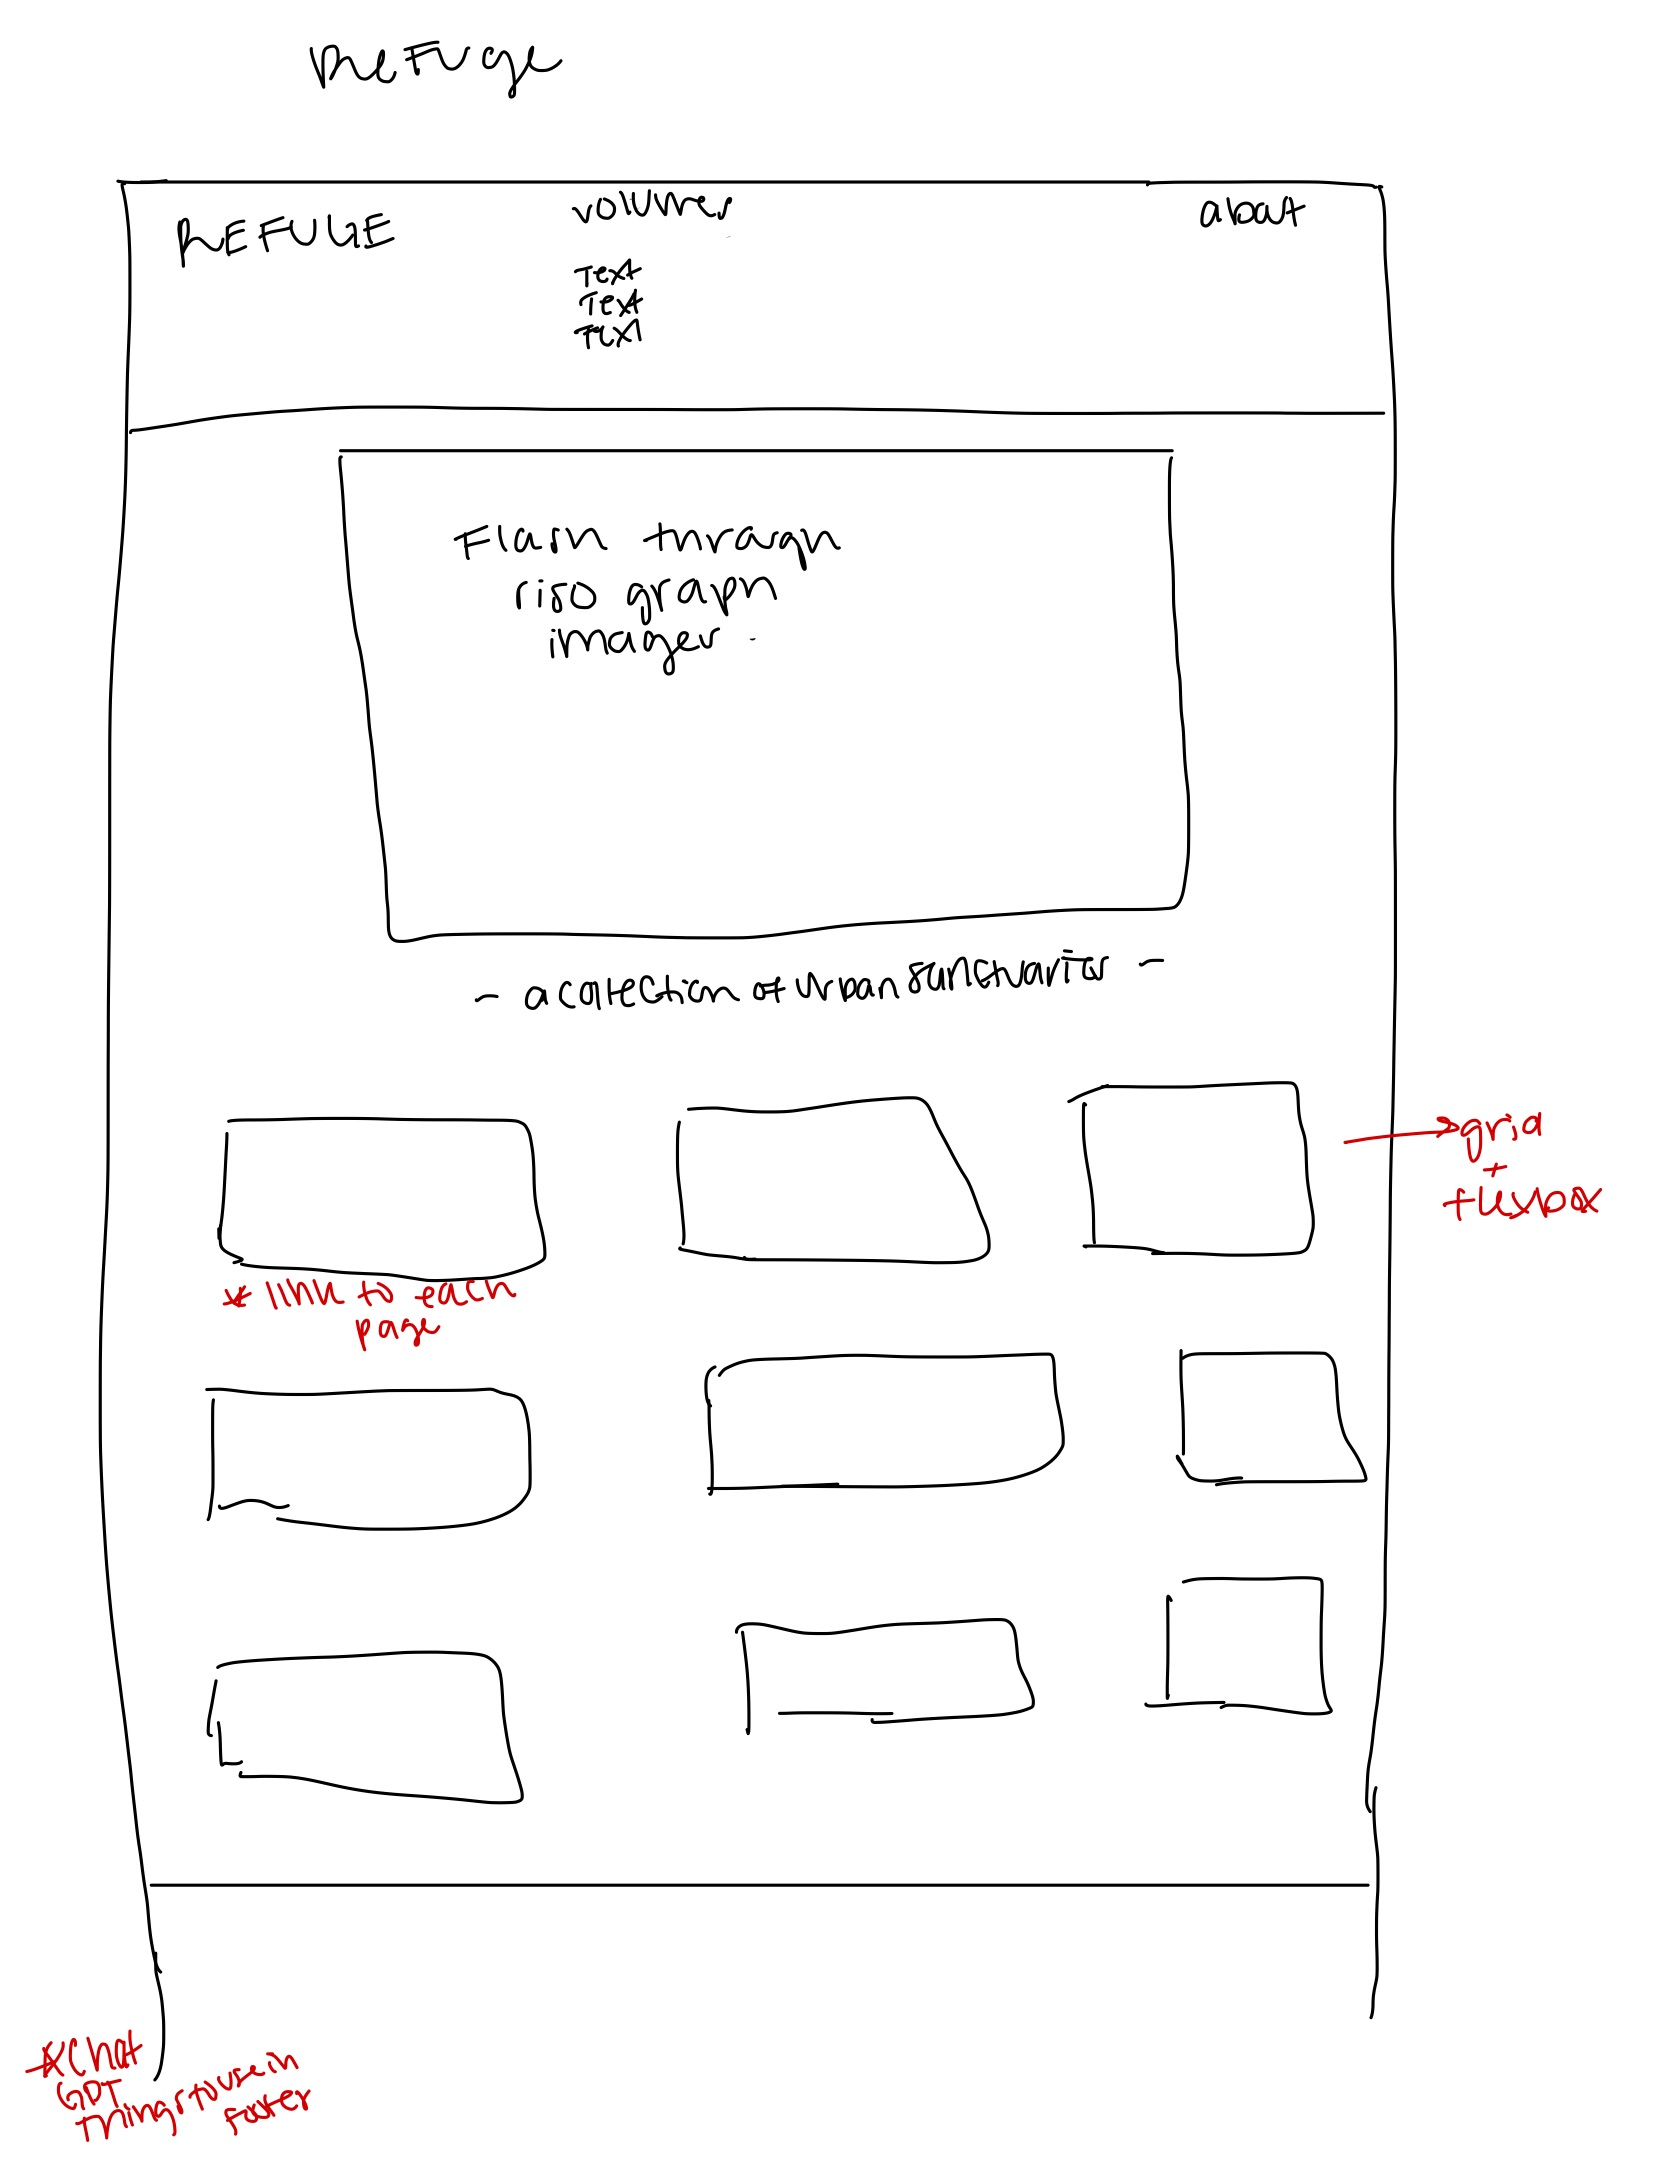 Refuge
REFUGE
volumes
about
Text
Text
Text
Flash through
riso graph
images
- a collection of urban sanctuaries -
grid
+
flexbox
* link to each
page
*Chat
GPT
things to use in
footer